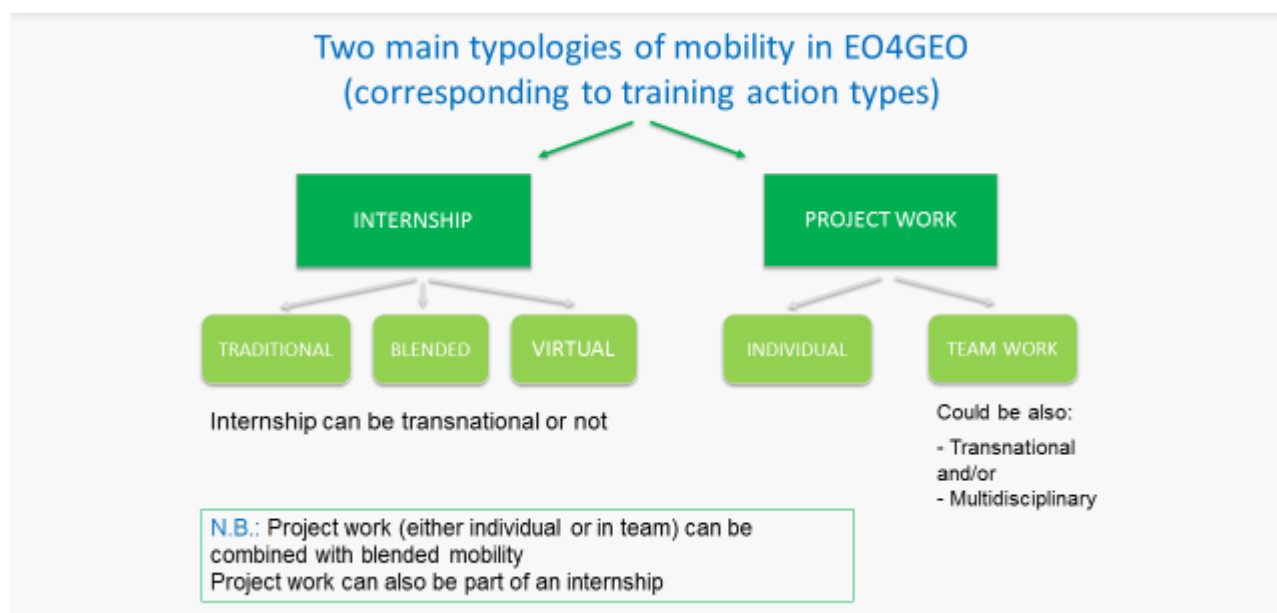 Two main typologies of mobility in EO4GEO
(corresponding to training action types)
INTERNSHIP
PROJECT WORK
TRADITIONAL
BLENDED
VIRTUAL
INDIVIDUAL
TEAM WORK
Internship can be transnational or not
Could be also:
- Transnational
and/or
- Multidisciplinary
N.B.: Project work (either individual or in team) can be
combined with blended mobility
Project work can also be part of an internship